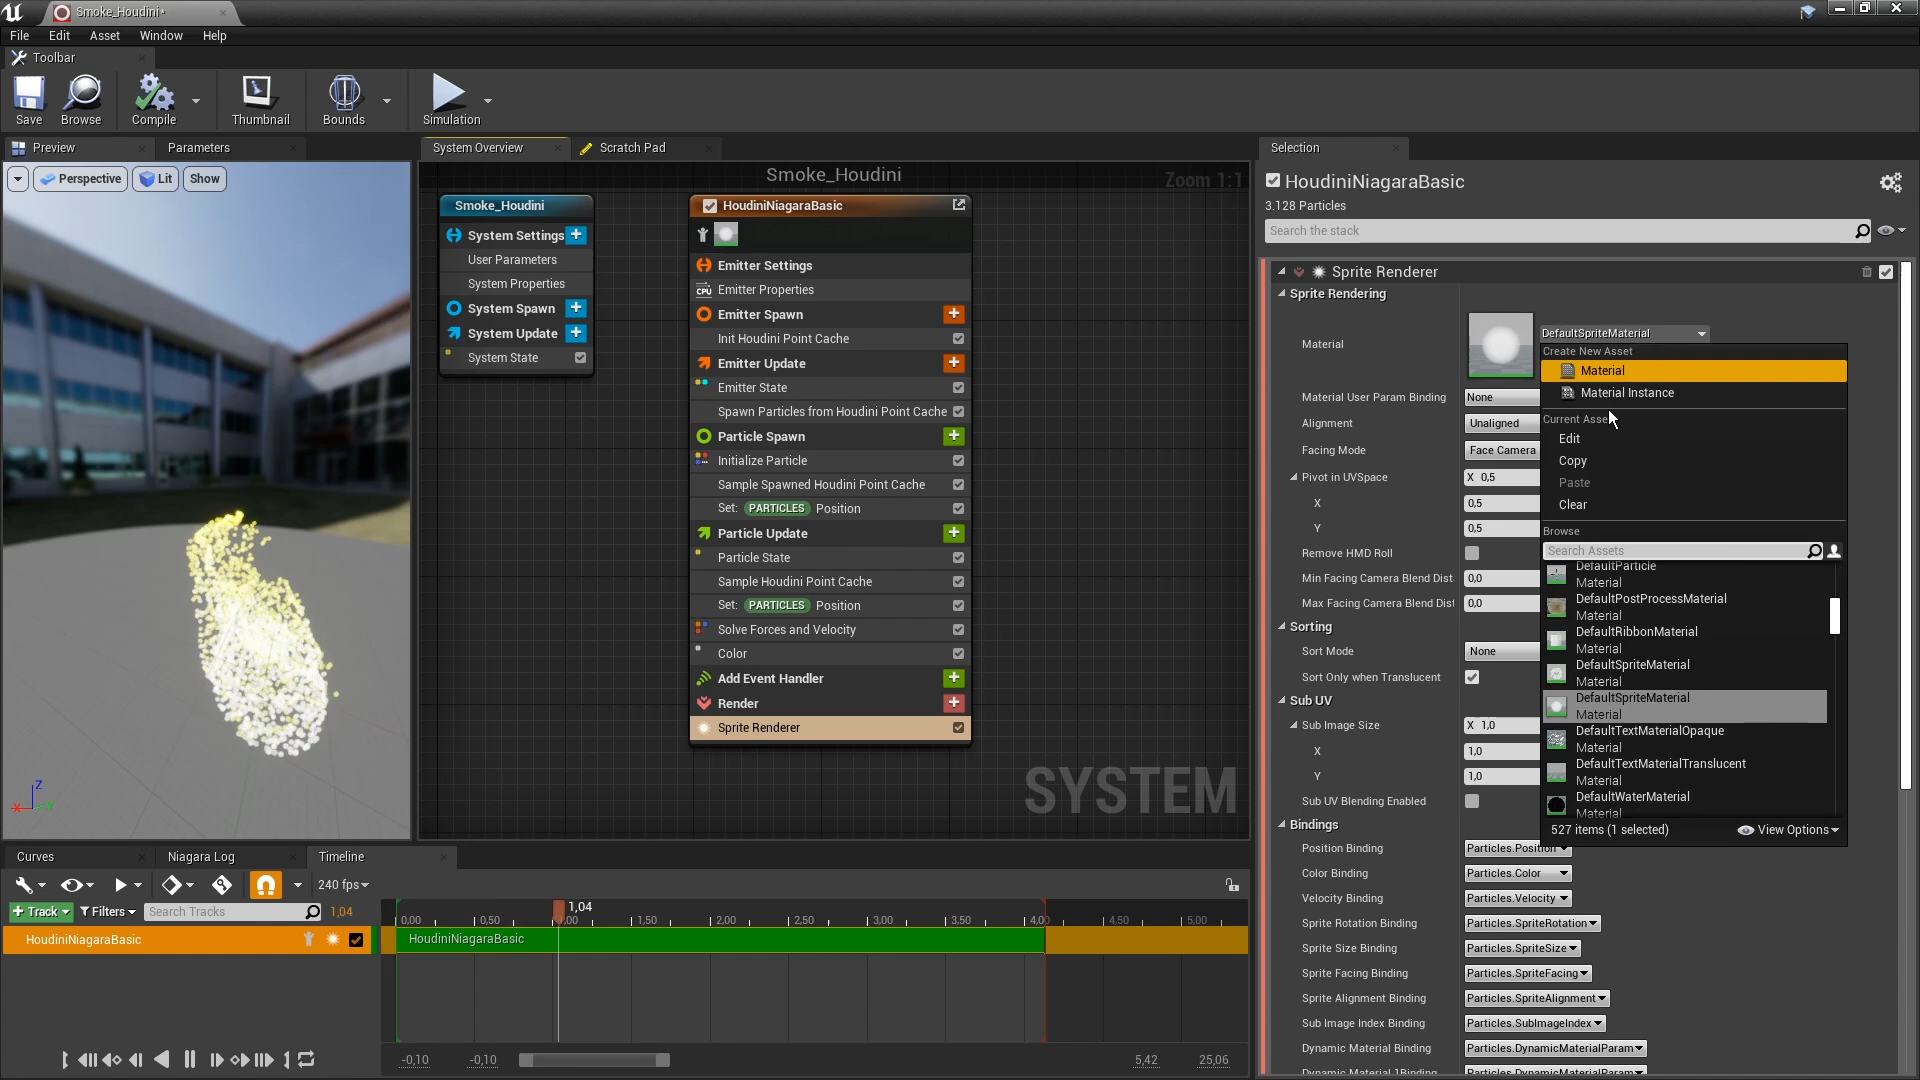 Smoke_Houdini*
File Edit Asset Window Help
Toolbar
Save Browse Compile Thumbnail Bounds Simulation
Preview Parameters
Perspective Lit Show
System Overview Scratch Pad
Smoke_Houdini
Zoom 1:1
Smoke_Houdini
System Settings
User Parameters
System Properties
System Spawn
System Update
System State
HoudiniNiagaraBasic
Emitter Settings
CPU Emitter Properties
Emitter Spawn
Init Houdini Point Cache
Emitter Update
Emitter State
Spawn Particles from Houdini Point Cache
Particle Spawn
Initialize Particle
Sample Spawned Houdini Point Cache
Set: PARTICLES Position
Particle Update
Particle State
Sample Houdini Point Cache
Set: PARTICLES Position
Solve Forces and Velocity
Color
Add Event Handler
Render
Sprite Renderer
SYSTEM
Selection
HoudiniNiagaraBasic
3.128 Particles
Search the stack
Sprite Renderer
Sprite Rendering
Material
DefaultSpriteMaterial
Material User Param Binding None
Alignment Unaligned
Facing Mode Face Camera
Pivot in UVSpace X 0,5
X 0,5
Y 0,5
Remove HMD Roll
Min Facing Camera Blend Dist 0,0
Max Facing Camera Blend Dist 0,0
Sorting
Sort Mode None
Sort Only when Translucent
Sub UV
Sub Image Size X 1,0
X 1,0
Y 1,0
Sub UV Blending Enabled
Bindings
Position Binding Particles.Position
Color Binding Particles.Color
Velocity Binding Particles.Velocity
Sprite Rotation Binding Particles.SpriteRotation
Sprite Size Binding Particles.SpriteSize
Sprite Facing Binding Particles.SpriteFacing
Sprite Alignment Binding Particles.SpriteAlignment
Sub Image Index Binding Particles.SubImageIndex
Dynamic Material Binding Particles.DynamicMaterialParam
Dynamic Material 1Binding Particles.DynamicMaterialParam
Create New Asset
Material
Material Instance
Current Asse
Edit
Copy
Paste
Clear
Browse
Search Assets
DefaultParticle
Material
DefaultPostProcessMaterial
Material
DefaultRibbonMaterial
Material
DefaultSpriteMaterial
Material
DefaultSpriteMaterial
Material
DefaultTextMaterialOpaque
Material
DefaultTextMaterialTranslucent
Material
DefaultWaterMaterial
Material
527 items (1 selected) View Options
Z
X
Y
Curves Niagara Log Timeline
240 fps
Track Filters Search Tracks 1,04
HoudiniNiagaraBasic
1,04
0,00 0,50 1,50 2,00 2,50 3,00 3,50 4,00 4,50 5,00
HoudiniNiagaraBasic
-0,10 -0,10 5,42 25,06